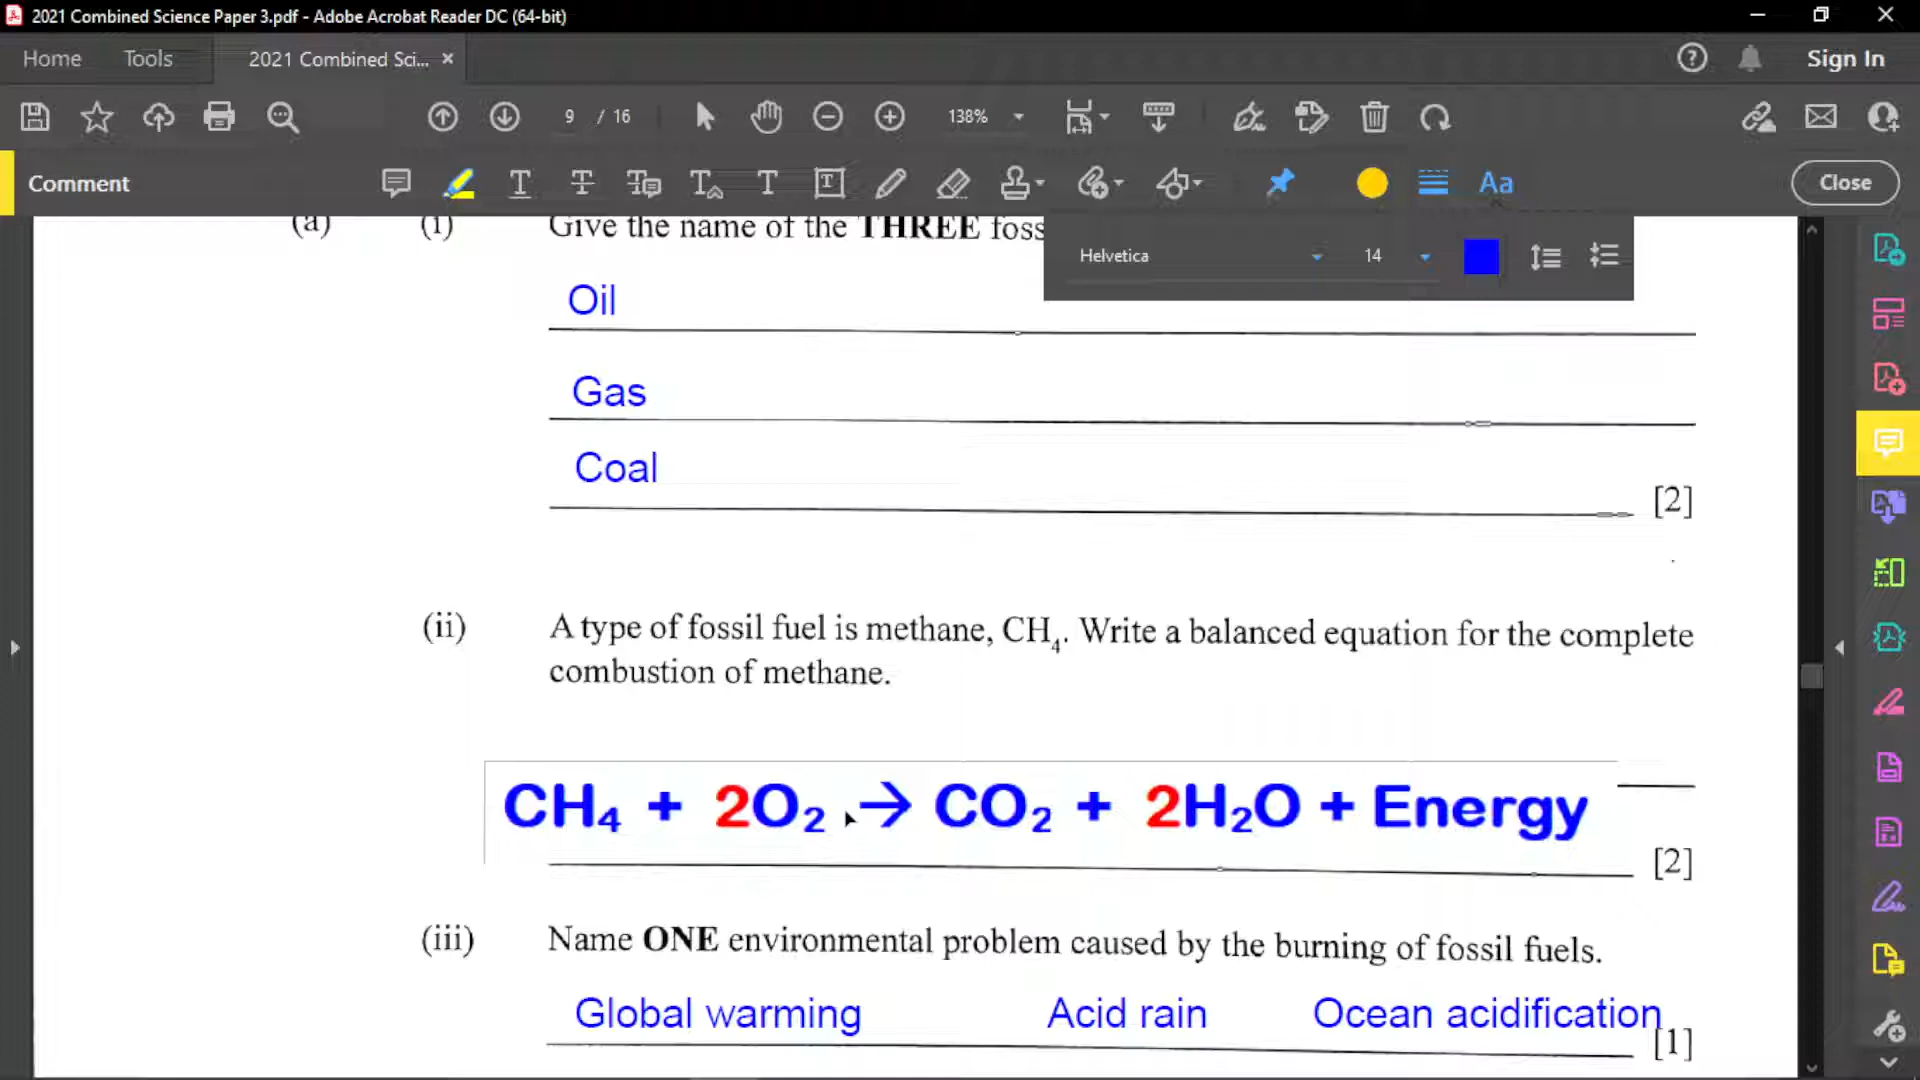 2021 Combined Science Paper 3.pdf - Adobe Acrobat Reader DC (64-bit)
Home Tools 2021 Combined Sci... × Sign In
9 / 16 138%
Comment Close
Helvetica 14
(a) (i) Give the name of the THREE foss
Oil
Gas
Coal
[2]
(ii) A type of fossil fuel is methane, CH₄. Write a balanced equation for the complete
combustion of methane.
CH₄ + 2O₂ → CO₂ + 2H₂O + Energy
[2]
(iii) Name ONE environmental problem caused by the burning of fossil fuels.
Global warming Acid rain Ocean acidification
[1]